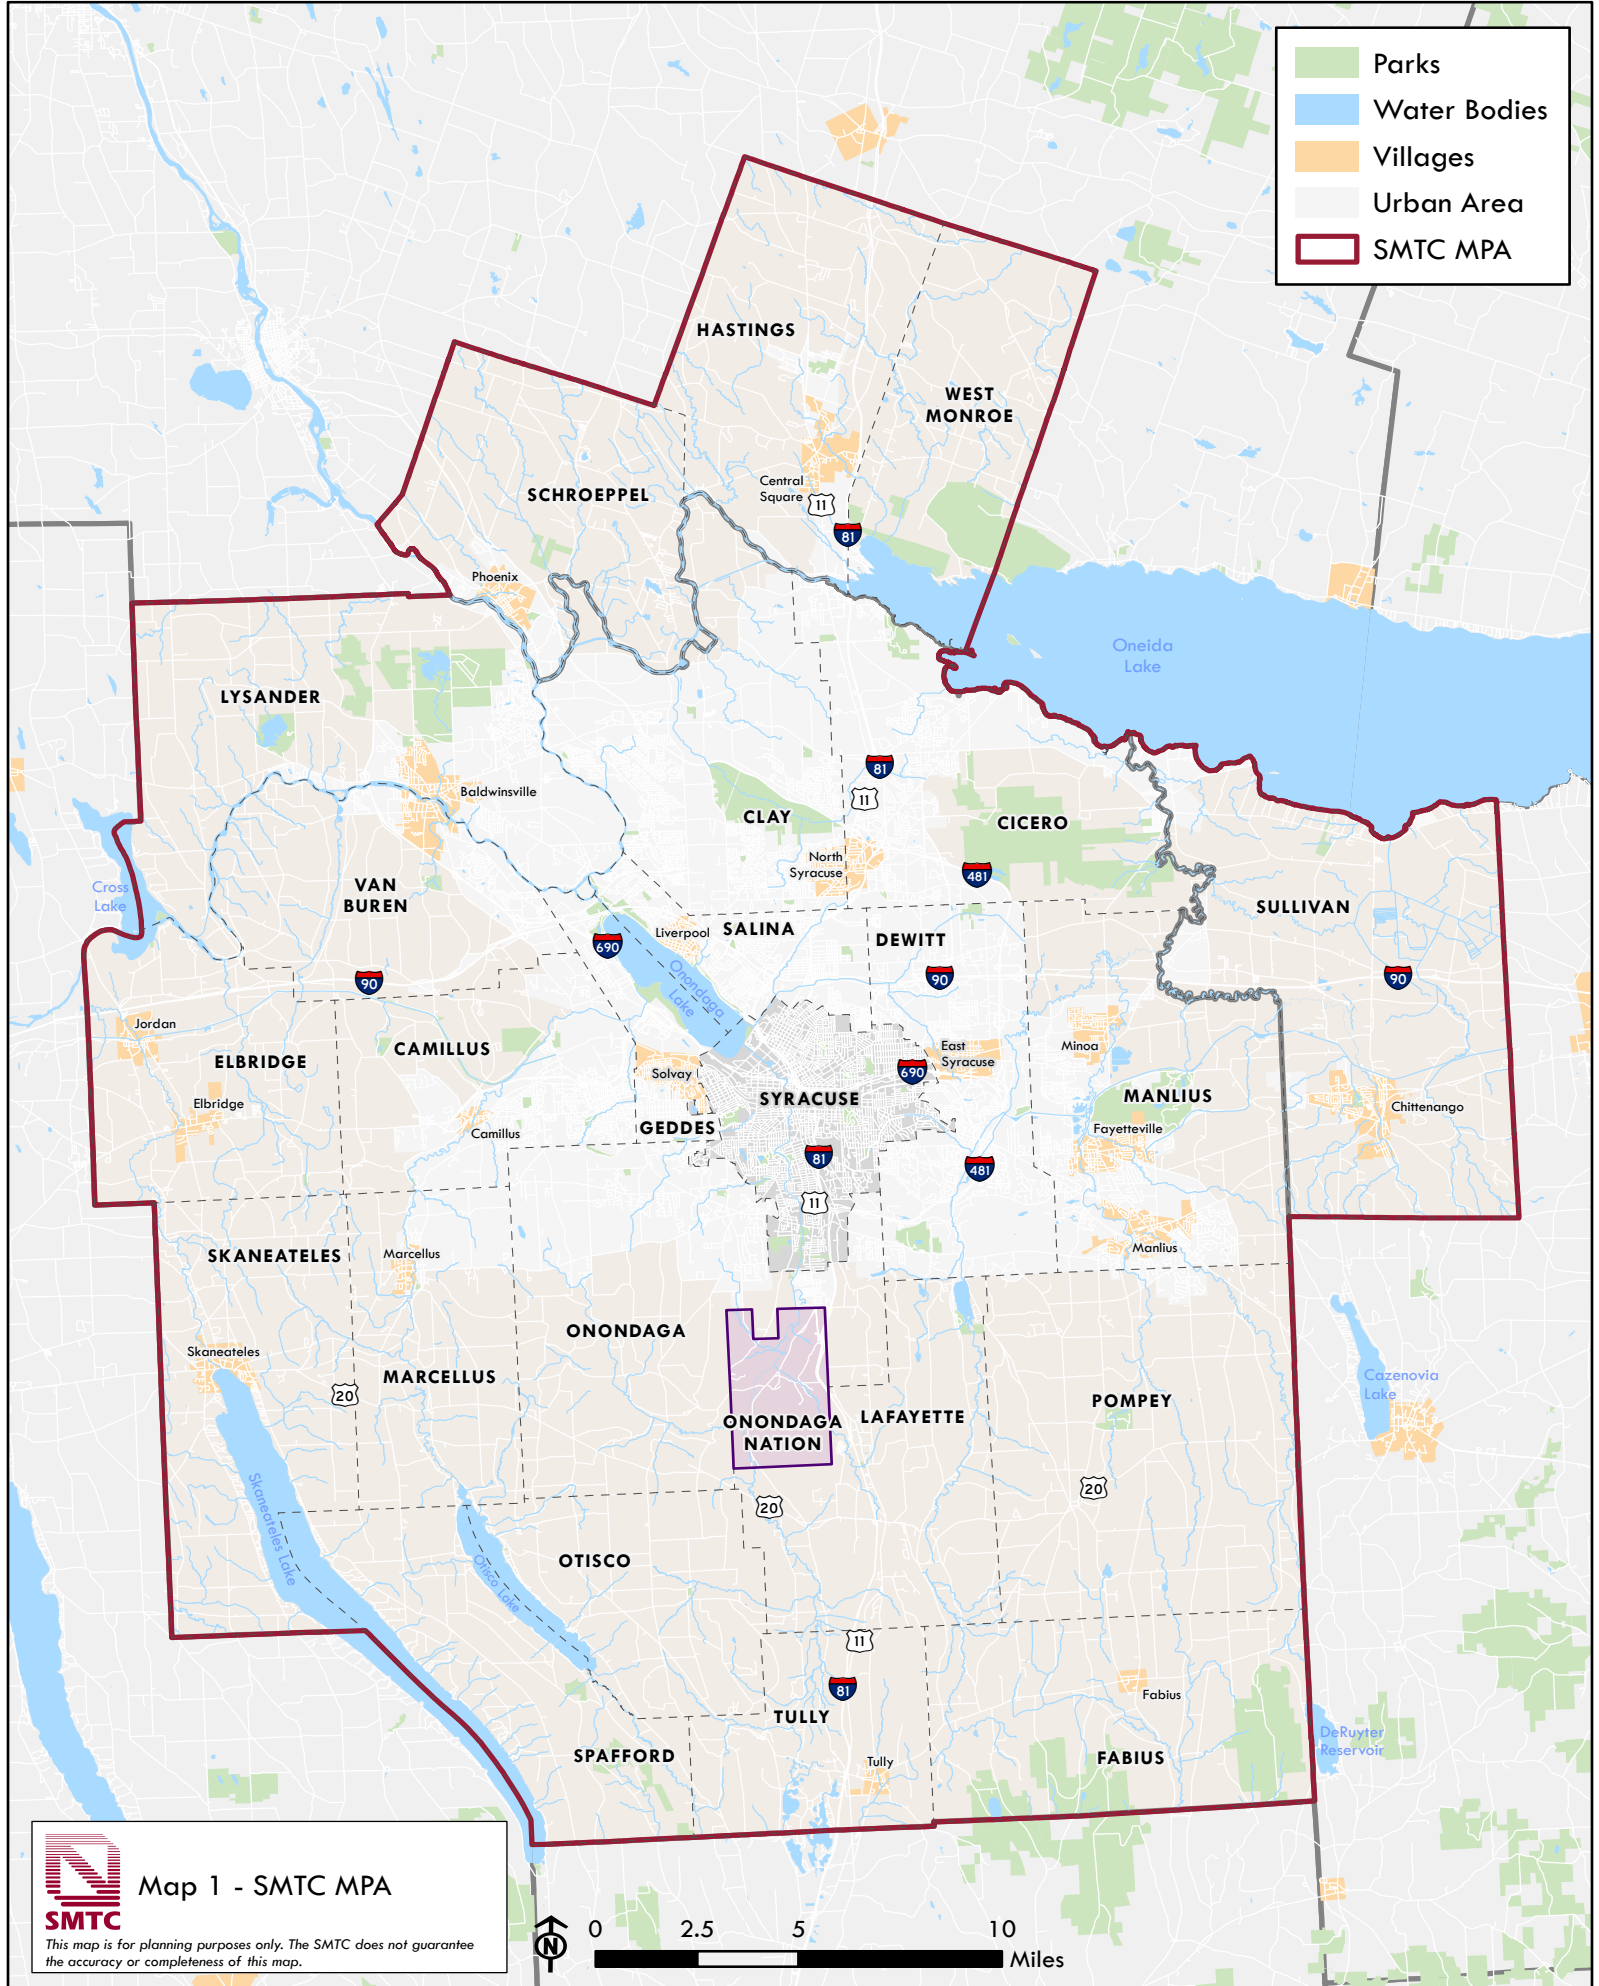 Parks
Water Bodies
Villages
Urban Area
SMTC MPA
HASTINGS
WEST
MONROE
Central
Square
11
81
SCHROEPPEL
Phoenix
Oneida
Lake
LYSANDER
81
11
Baldwinsville
CLAY
CICERO
North
Syracuse
481
Cross
Lake
VAN
BUREN
SULLIVAN
Liverpool
SALINA
DEWITT
690
Onondaga
Lake
90
90
90
Jordan
ELBRIDGE
CAMILLUS
East
Syracuse
Minoa
Solvay
690
SYRACUSE
MANLIUS
Elbridge
Chittenango
Camillus
GEDDES
Fayetteville
81
481
11
SKANEATELES
Marcellus
Manlius
ONONDAGA
Skaneateles
MARCELLUS
20
Cazenovia
Lake
POMPEY
ONONDAGA
NATION
LAFAYETTE
20
20
Skaneateles Lake
Otisco Lake
OTISCO
11
81
Fabius
TULLY
DeRuyter
Reservoir
SPAFFORD
Tully
FABIUS
SMTC
Map 1 - SMTC MPA
This map is for planning purposes only. The SMTC does not guarantee
the accuracy or completeness of this map.
N
0 2.5 5 10
Miles